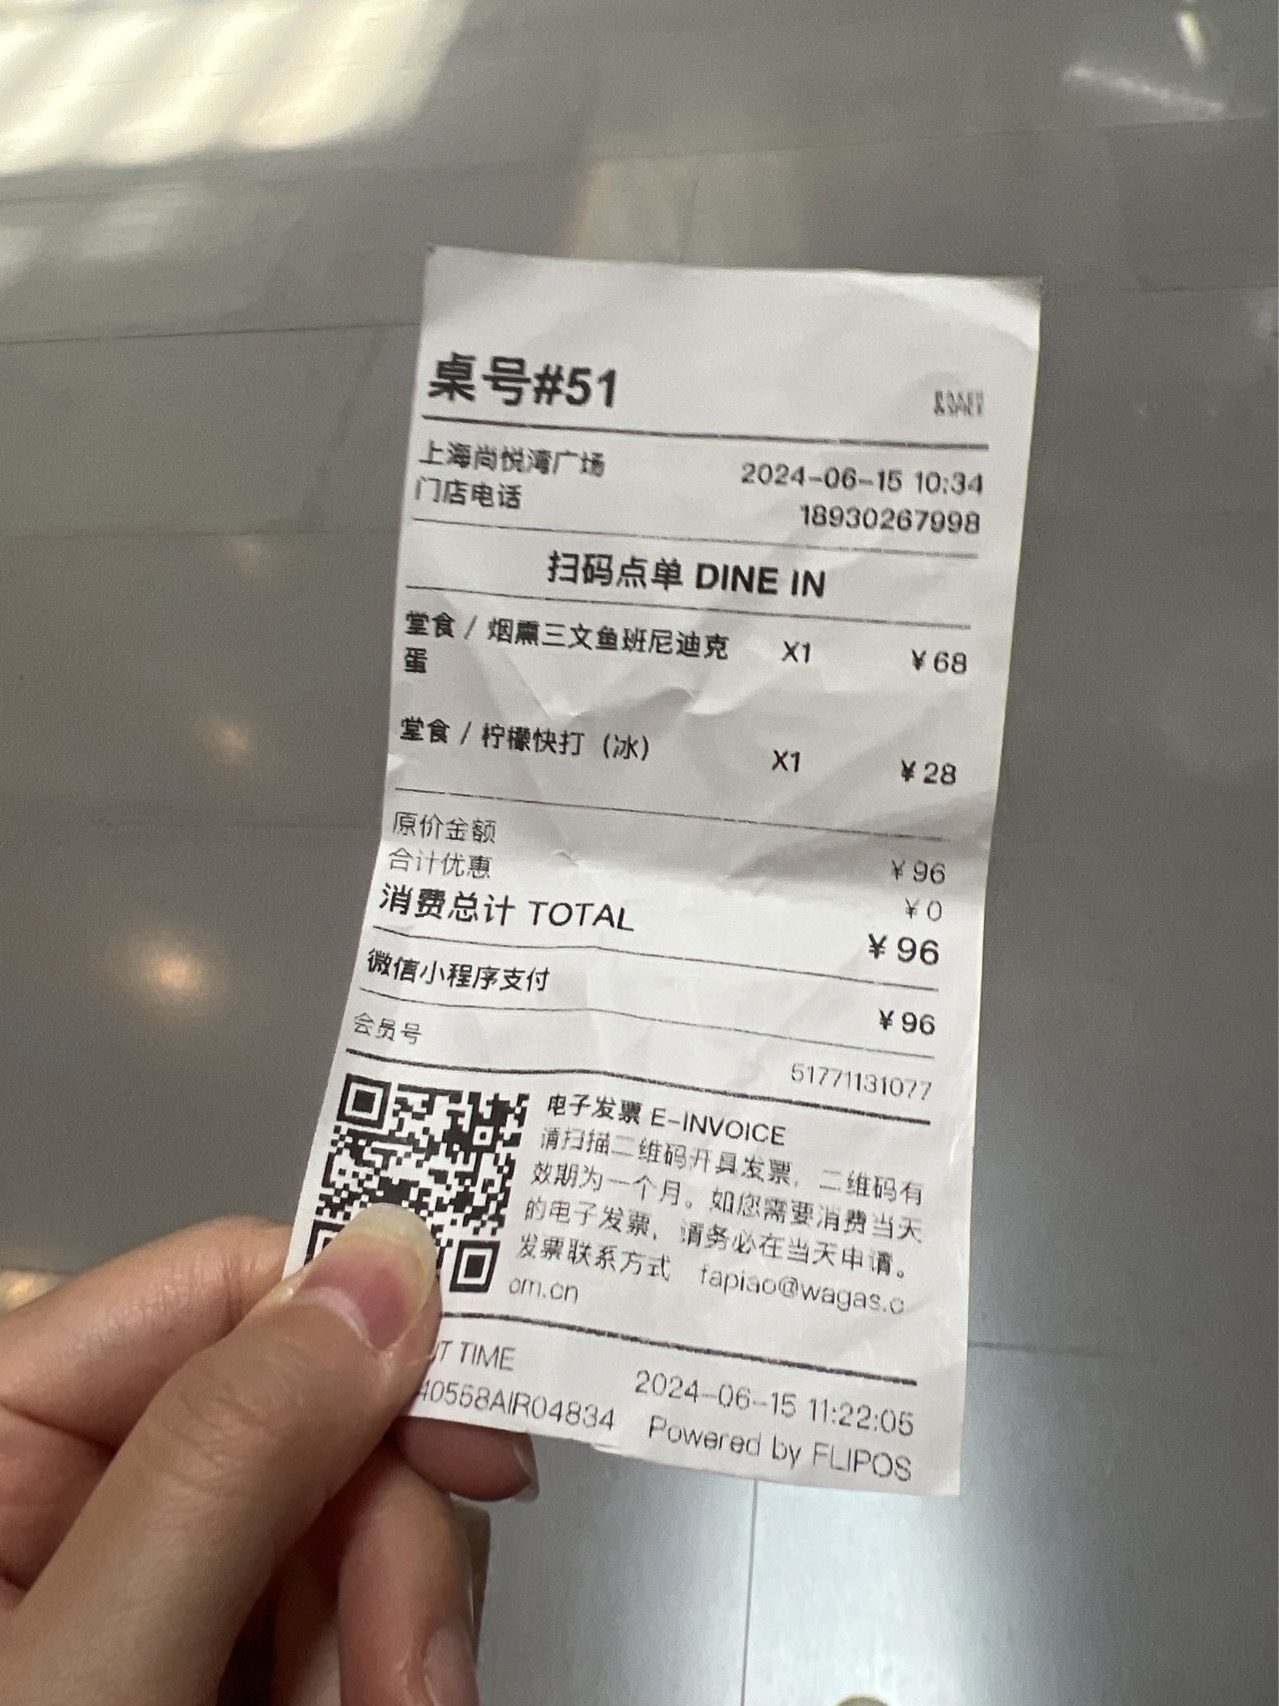 桌号#51
BAKER
&SPICE
上海尚悦湾广场 2024-06-15 10:34
门店电话 18930267998
扫码点单 DINE IN
堂食 / 烟熏三文鱼班尼迪克 X1 ¥68
蛋
堂食 / 柠檬快打（冰） X1 ¥28
原价金额 ¥96
合计优惠 ¥0
消费总计 TOTAL ¥96
微信小程序支付 ¥96
会员号 51771131077
电子发票 E-INVOICE
请扫描二维码开具发票，二维码有
效期为一个月。如您需要消费当天
的电子发票，请务必在当天申请。
发票联系方式 fapiao@wagas.c
om.cn
UT TIME 2024-06-15 11:22:05
40558AIR04834 Powered by FLIPOS